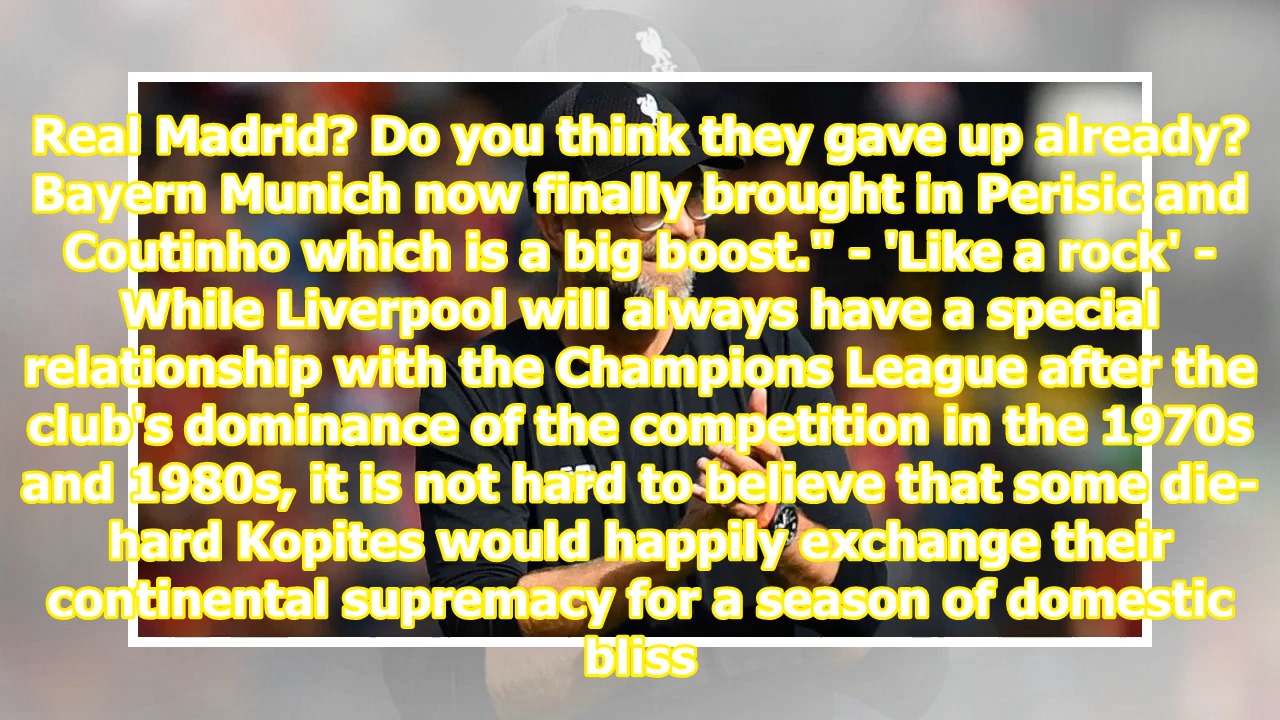 Real Madrid? Do you think they gave up already?
Bayern Munich now finally brought in Perisic and
Coutinho which is a big boost." - 'Like a rock' -
While Liverpool will always have a special
relationship with the Champions League after the
club's dominance of the competition in the 1970s
and 1980s, it is not hard to believe that some die-
hard Kopites would happily exchange their
continental supremacy for a season of domestic
bliss